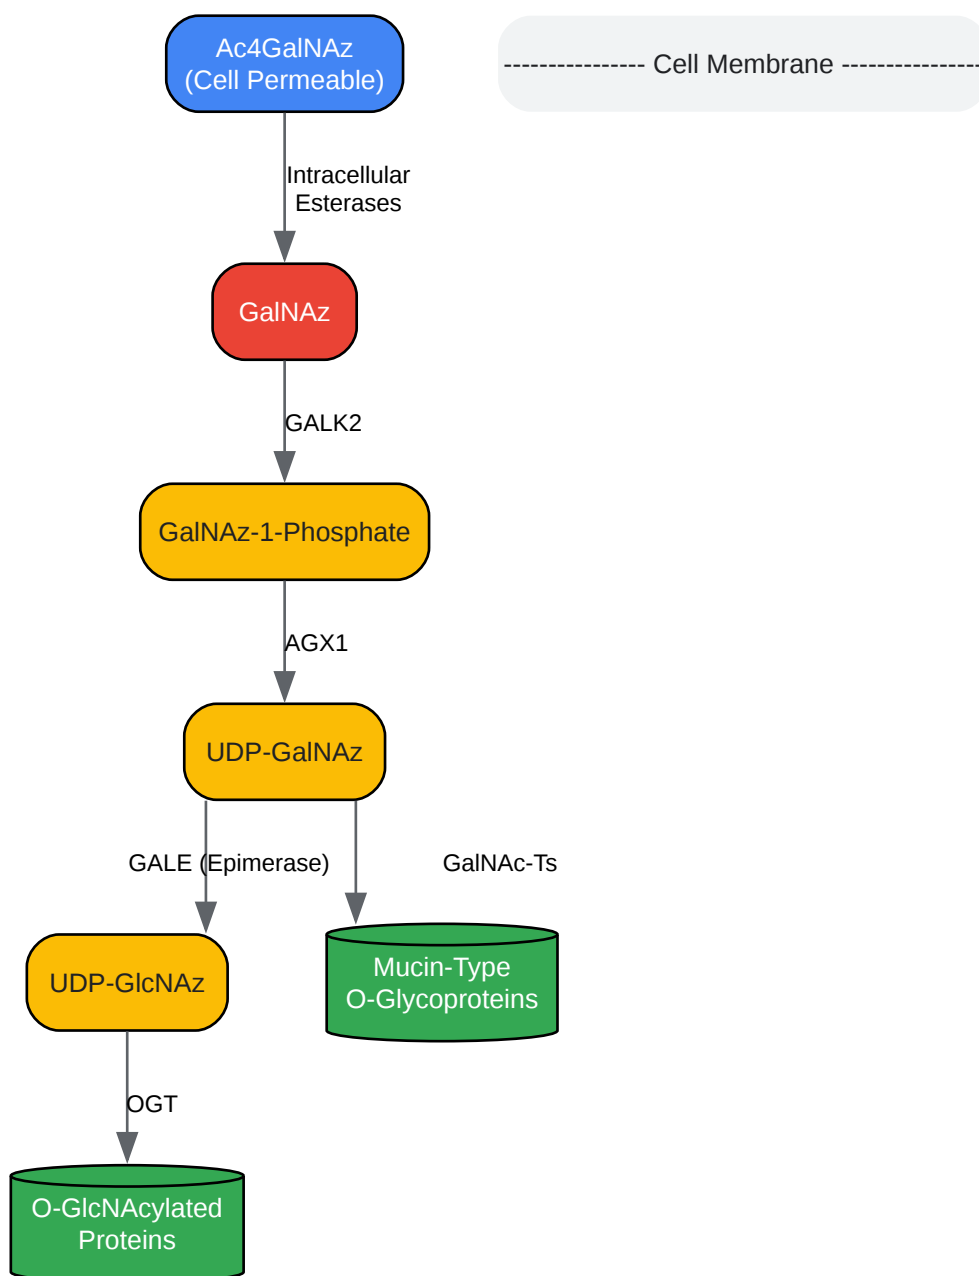 Ac4GalNAz
(Cell Permeable)
---------------- Cell Membrane ----------------
Intracellular
Esterases
GalNAz
GALK2
GalNAz-1-Phosphate
AGX1
UDP-GalNAz
GALE (Epimerase)
GalNAc-Ts
UDP-GlcNAz
Mucin-Type
O-Glycoproteins
OGT
O-GlcNAcylated
Proteins